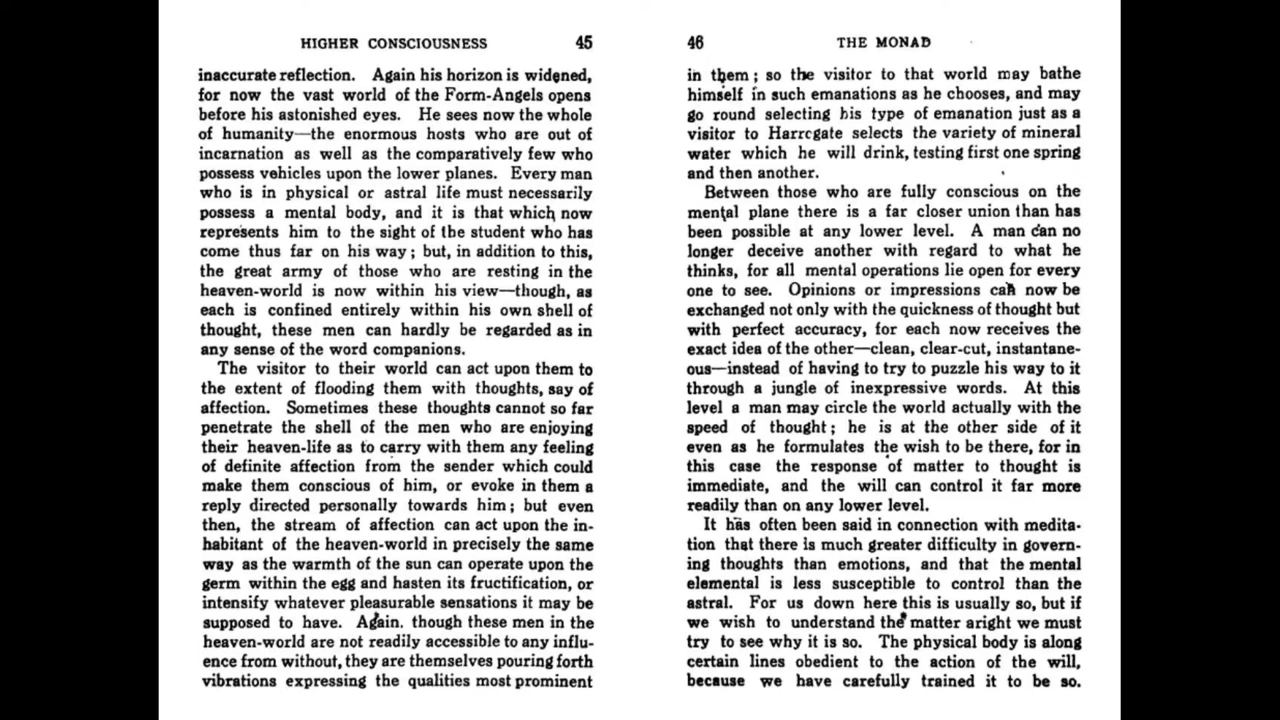 HIGHER CONSCIOUSNESS 45
inaccurate reflection. Again his horizon is widened,
for now the vast world of the Form-Angels opens
before his astonished eyes. He sees now the whole
of humanity—the enormous hosts who are out of
incarnation as well as the comparatively few who
possess vehicles upon the lower planes. Every man
who is in physical or astral life must necessarily
possess a mental body, and it is that which now
represents him to the sight of the student who has
come thus far on his way; but, in addition to this,
the great army of those who are resting in the
heaven-world is now within his view—though, as
each is confined entirely within his own shell of
thought, these men can hardly be regarded as in
any sense of the word companions.
The visitor to their world can act upon them to
the extent of flooding them with thoughts, say of
affection. Sometimes these thoughts cannot so far
penetrate the shell of the men who are enjoying
their heaven-life as to carry with them any feeling
of definite affection from the sender which could
make them conscious of him, or evoke in them a
reply directed personally towards him; but even
then, the stream of affection can act upon the in-
habitant of the heaven-world in precisely the same
way as the warmth of the sun can operate upon the
germ within the egg and hasten its fructification, or
intensify whatever pleasurable sensations it may be
supposed to have. Again, though these men in the
heaven-world are not readily accessible to any influ-
ence from without, they are themselves pouring forth
vibrations expressing the qualities most prominent
46 THE MONAD
in them; so the visitor to that world may bathe
himself in such emanations as he chooses, and may
go round selecting his type of emanation just as a
visitor to Harrogate selects the variety of mineral
water which he will drink, testing first one spring
and then another.
Between those who are fully conscious on the
mental plane there is a far closer union than has
been possible at any lower level. A man can no
longer deceive another with regard to what he
thinks, for all mental operations lie open for every
one to see. Opinions or impressions can now be
exchanged not only with the quickness of thought but
with perfect accuracy, for each now receives the
exact idea of the other—clean, clear-cut, instantane-
ous—instead of having to try to puzzle his way to it
through a jungle of inexpressive words. At this
level a man may circle the world actually with the
speed of thought; he is at the other side of it
even as he formulates the wish to be there, for in
this case the response of matter to thought is
immediate, and the will can control it far more
readily than on any lower level.
It has often been said in connection with medita-
tion that there is much greater difficulty in govern-
ing thoughts than emotions, and that the mental
elemental is less susceptible to control than the
astral. For us down here this is usually so, but if
we wish to understand the matter aright we must
try to see why it is so. The physical body is along
certain lines obedient to the action of the will,
because we have carefully trained it to be so.